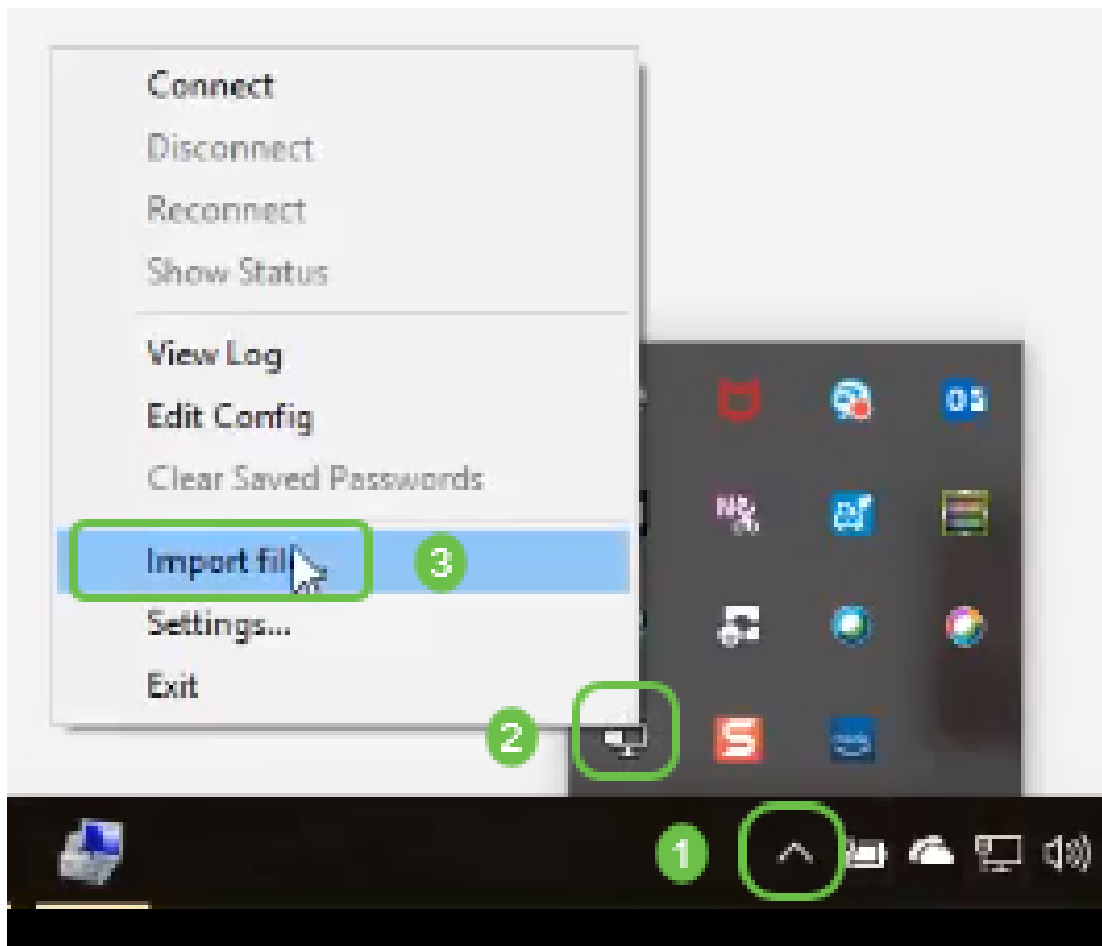 Connect
Disconnect
Reconnect
Show Status
View Log
Edit Config
Clear Saved Passwords
Import fil
3
Settings...
Exit
2
S
1